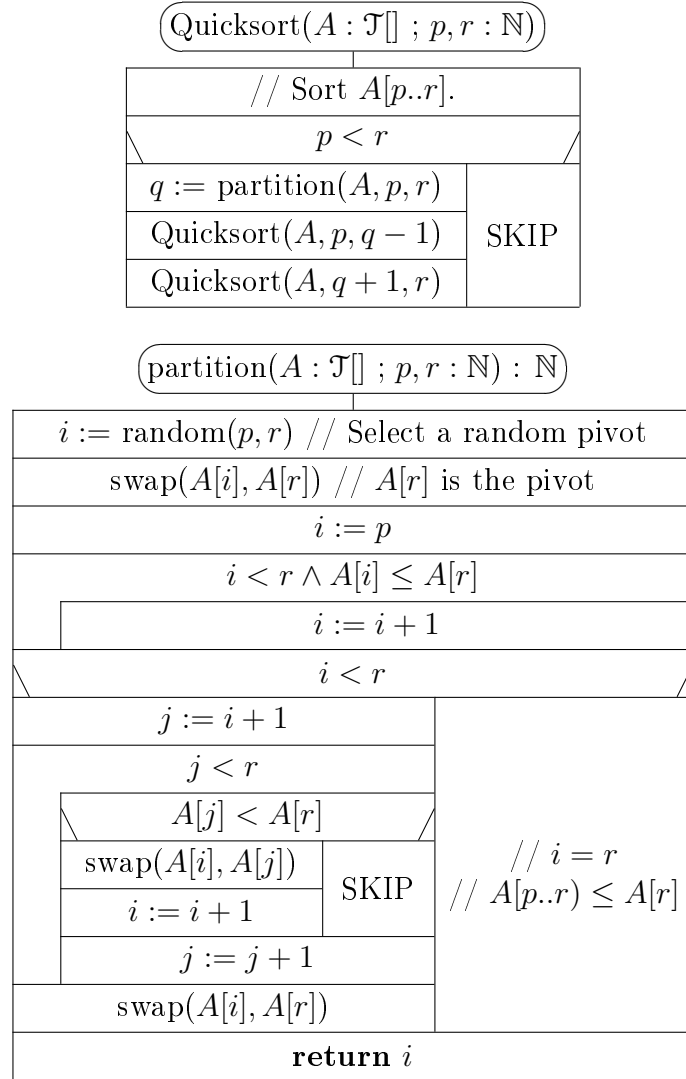 Quicksort(A : 𝒯[] ; p, r : ℕ)
// Sort A[p..r].
p < r
q := partition(A, p, r)
Quicksort(A, p, q − 1)
SKIP
Quicksort(A, q + 1, r)
partition(A : 𝒯[] ; p, r : ℕ) : ℕ
i := random(p, r) // Select a random pivot
swap(A[i], A[r]) // A[r] is the pivot
i := p
i < r ∧ A[i] ≤ A[r]
i := i + 1
i < r
j := i + 1
j < r
A[j] < A[r]
swap(A[i], A[j])
SKIP
i := i + 1
j := j + 1
swap(A[i], A[r])
// i = r
// A[p..r) ≤ A[r]
return i